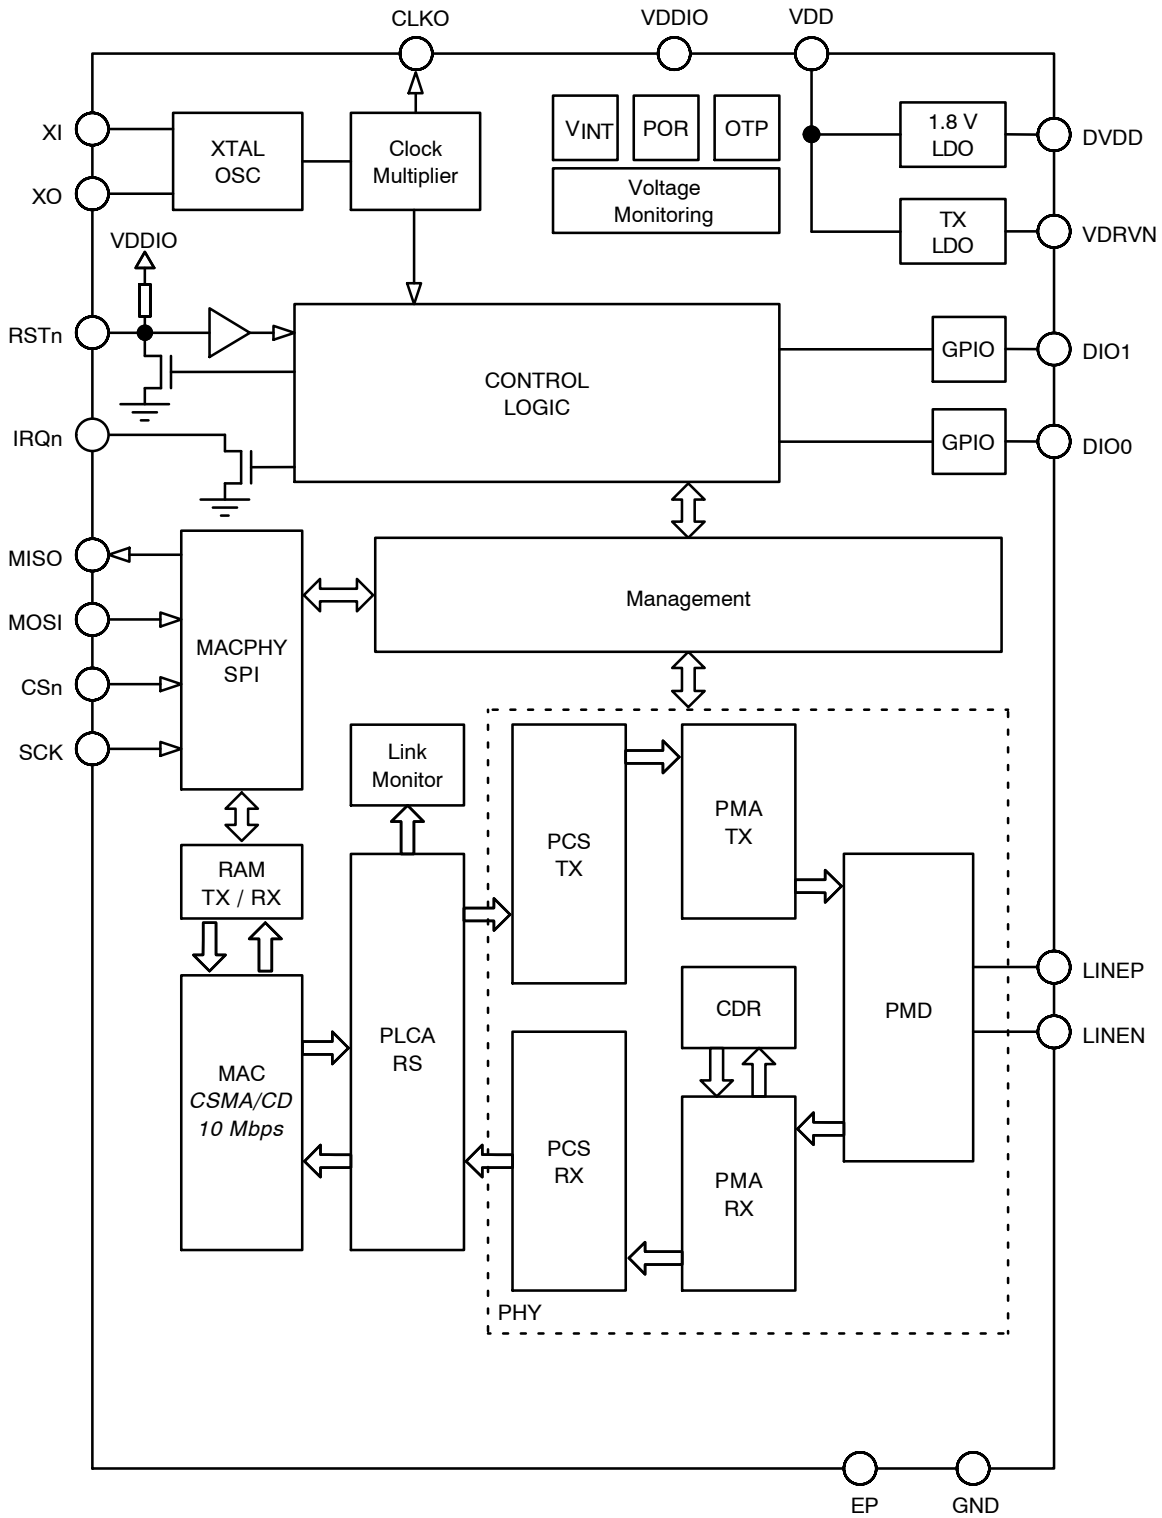 CLKO
VDDIO
VDD
XI
XO
XTAL
OSC
Clock
Multiplier
VINT
POR
OTP
Voltage
Monitoring
1.8 V
LDO
DVDD
TX
LDO
VDRVN
VDDIO
RSTn
IRQn
CONTROL
LOGIC
GPIO
DIO1
GPIO
DIO0
MISO
MOSI
CSn
SCK
MACPHY
SPI
Management
Link
Monitor
RAM
TX / RX
MAC
CSMA/CD
10 Mbps
PLCA
RS
PCS
TX
PMA
TX
CDR
PMD
PCS
RX
PMA
RX
PHY
LINEP
LINEN
EP
GND